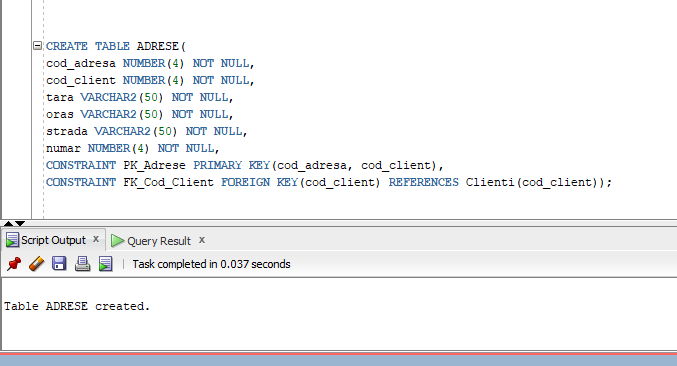 CREATE TABLE ADRESE(
cod_adresa NUMBER(4) NOT NULL,
cod_client NUMBER(4) NOT NULL,
tara VARCHAR2(50) NOT NULL,
oras VARCHAR2(50) NOT NULL,
strada VARCHAR2(50) NOT NULL,
numar NUMBER(4) NOT NULL,
CONSTRAINT PK_Adrese PRIMARY KEY(cod_adresa, cod_client),
CONSTRAINT FK_Cod_Client FOREIGN KEY(cod_client) REFERENCES Clienti(cod_client));
Script Output x Query Result x
Task completed in 0.037 seconds
Table ADRESE created.